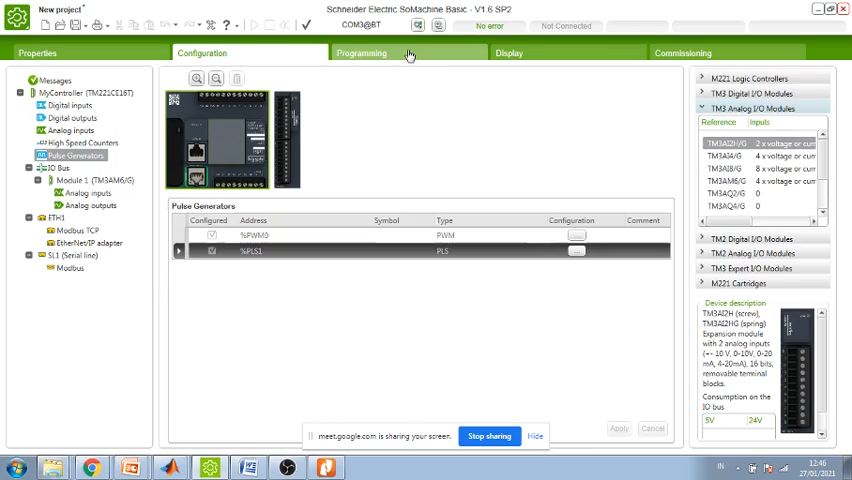 New project
Schneider Electric SoMachine Basic - V1.6 SP2
COM3@BT
No error
Not Connected
Properties
Configuration
Programming
Display
Commissioning
Messages
MyController (TM221CE16T)
Digital inputs
Digital outputs
Analog inputs
High Speed Counters
Pulse Generators
IO Bus
Module 1 (TM3AM6/G)
Analog inputs
Analog outputs
ETH1
Modbus TCP
EtherNet/IP adapter
SL1 (Serial line)
Modbus
Pulse Generators
Configured Address Symbol Type Configuration Comment
%PWM0 PWM ...
%PLS1 PLS ...
Apply Cancel
M221 Logic Controllers
TM3 Digital I/O Modules
TM3 Analog I/O Modules
Reference Inputs
TM3AI2H/G 2 x voltage or curr
TM3AI4/G 4 x voltage or curr
TM3AI8/G 8 x voltage or curr
TM3AM6/G 4 x voltage or curr
TM3AQ2/G 0
TM3AQ4/G 0
TM2 Digital I/O Modules
TM2 Analog I/O Modules
TM3 Expert I/O Modules
M221 Cartridges
Device description
TM3AI2H (screw),
TM3AI2HG (spring)
Expansion module
with 2 analog inputs
(+- 10 V, 0-10V, 0-20
mA, 4-20mA), 16 bits,
removable terminal
blocks.
Consumption on the
IO bus
5V 24V
meet.google.com is sharing your screen.
Stop sharing
Hide
IN
12:46
27/01/2021